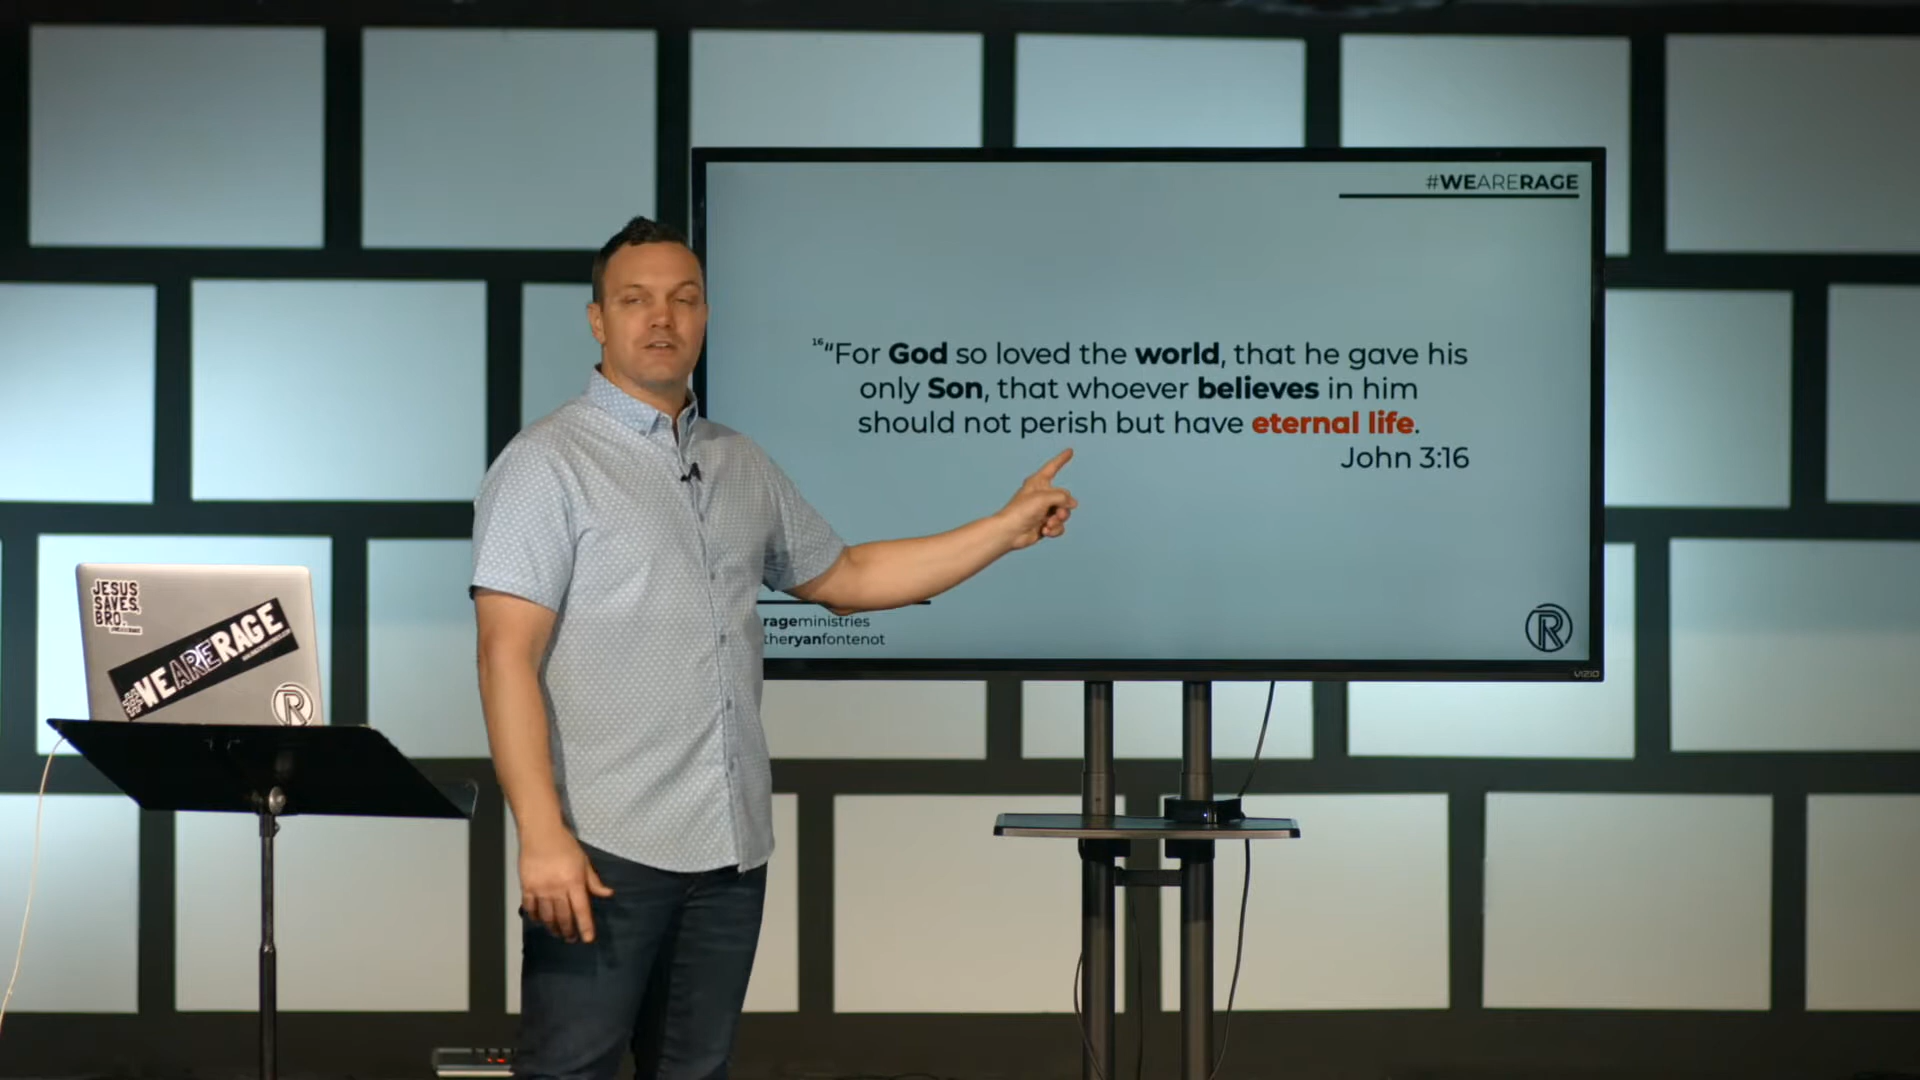 #WEARERAGE
16"For God so loved the world, that he gave his
only Son, that whoever believes in him
should not perish but have eternal life.
John 3:16
rageministries
theryanfontenot
R
VIZIO
JESUS
SAVES,
BRO.
#WEARERAGE
R